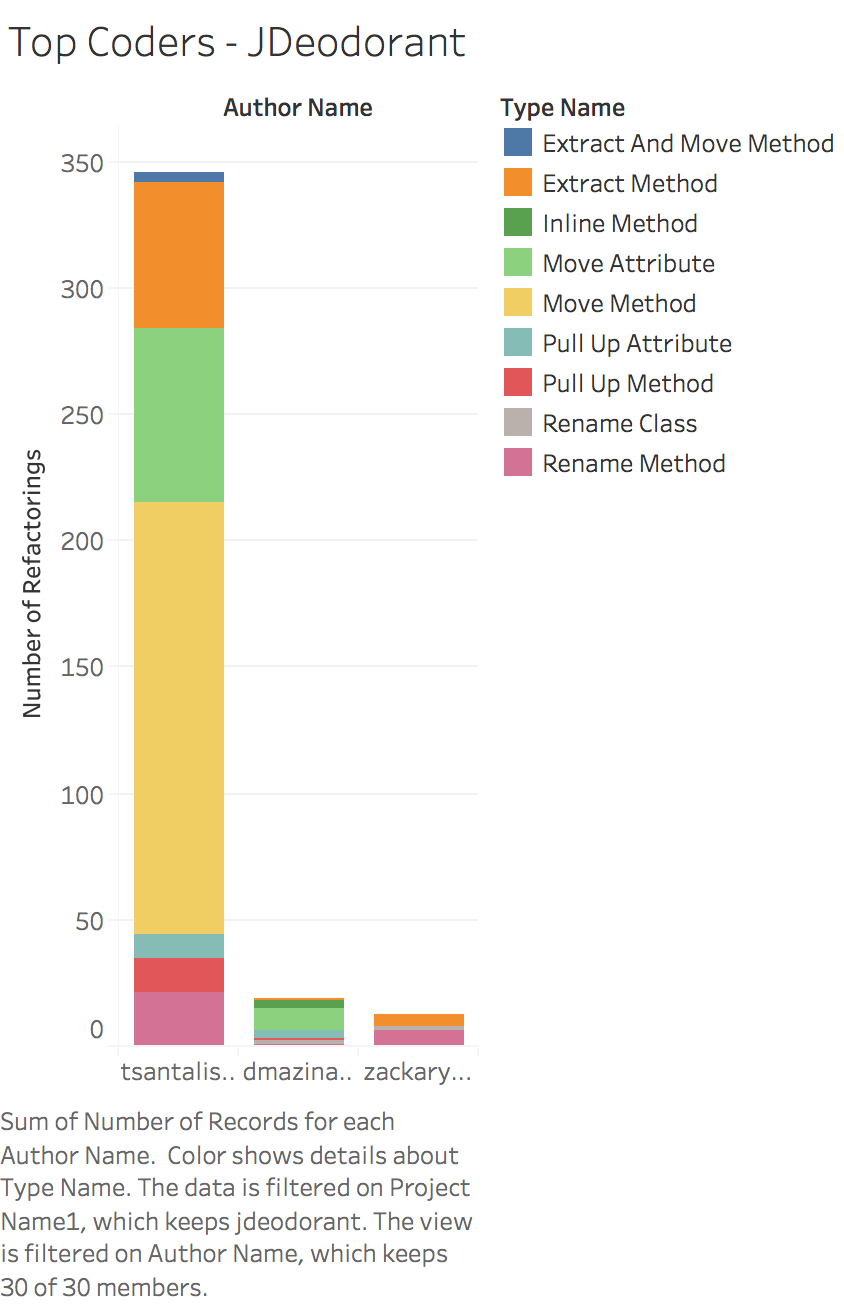 Top Coders - JDeodorant
Author Name
Type Name
Extract And Move Method
Extract Method
Inline Method
Move Attribute
Move Method
Pull Up Attribute
Pull Up Method
Rename Class
Rename Method
Number of Refactorings
350
300
250
200
150
100
50
0
tsantalis.. dmazina.. zackary...
Sum of Number of Records for each
Author Name.  Color shows details about
Type Name. The data is filtered on Project
Name1, which keeps jdeodorant. The view
is filtered on Author Name, which keeps
30 of 30 members.